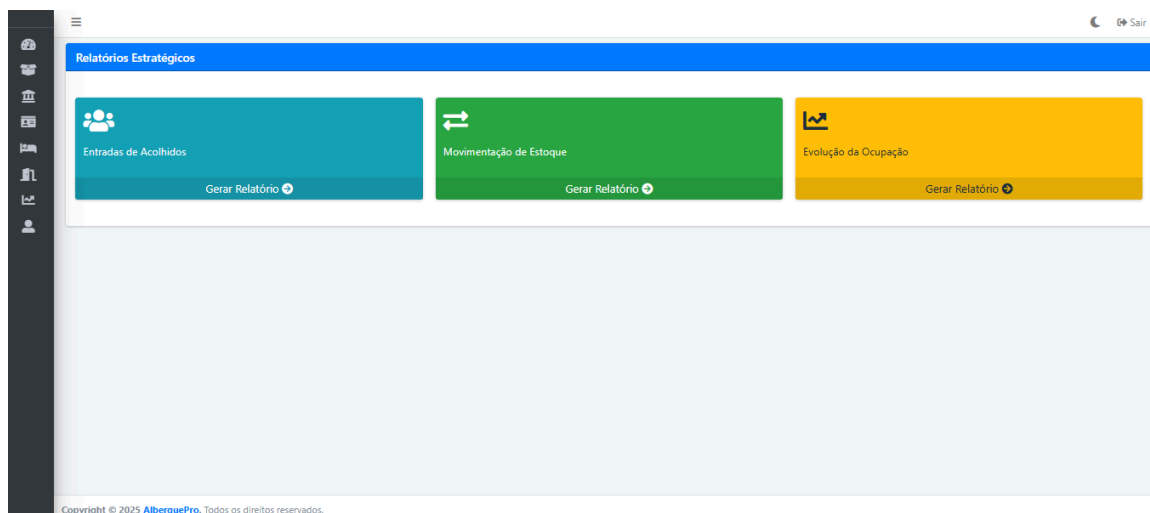 Sair
Relatórios Estratégicos
Entradas de Acolhidos
Gerar Relatório
Movimentação de Estoque
Gerar Relatório
Evolução da Ocupação
Gerar Relatório
Copyright © 2025 AlberguePro. Todos os direitos reservados.